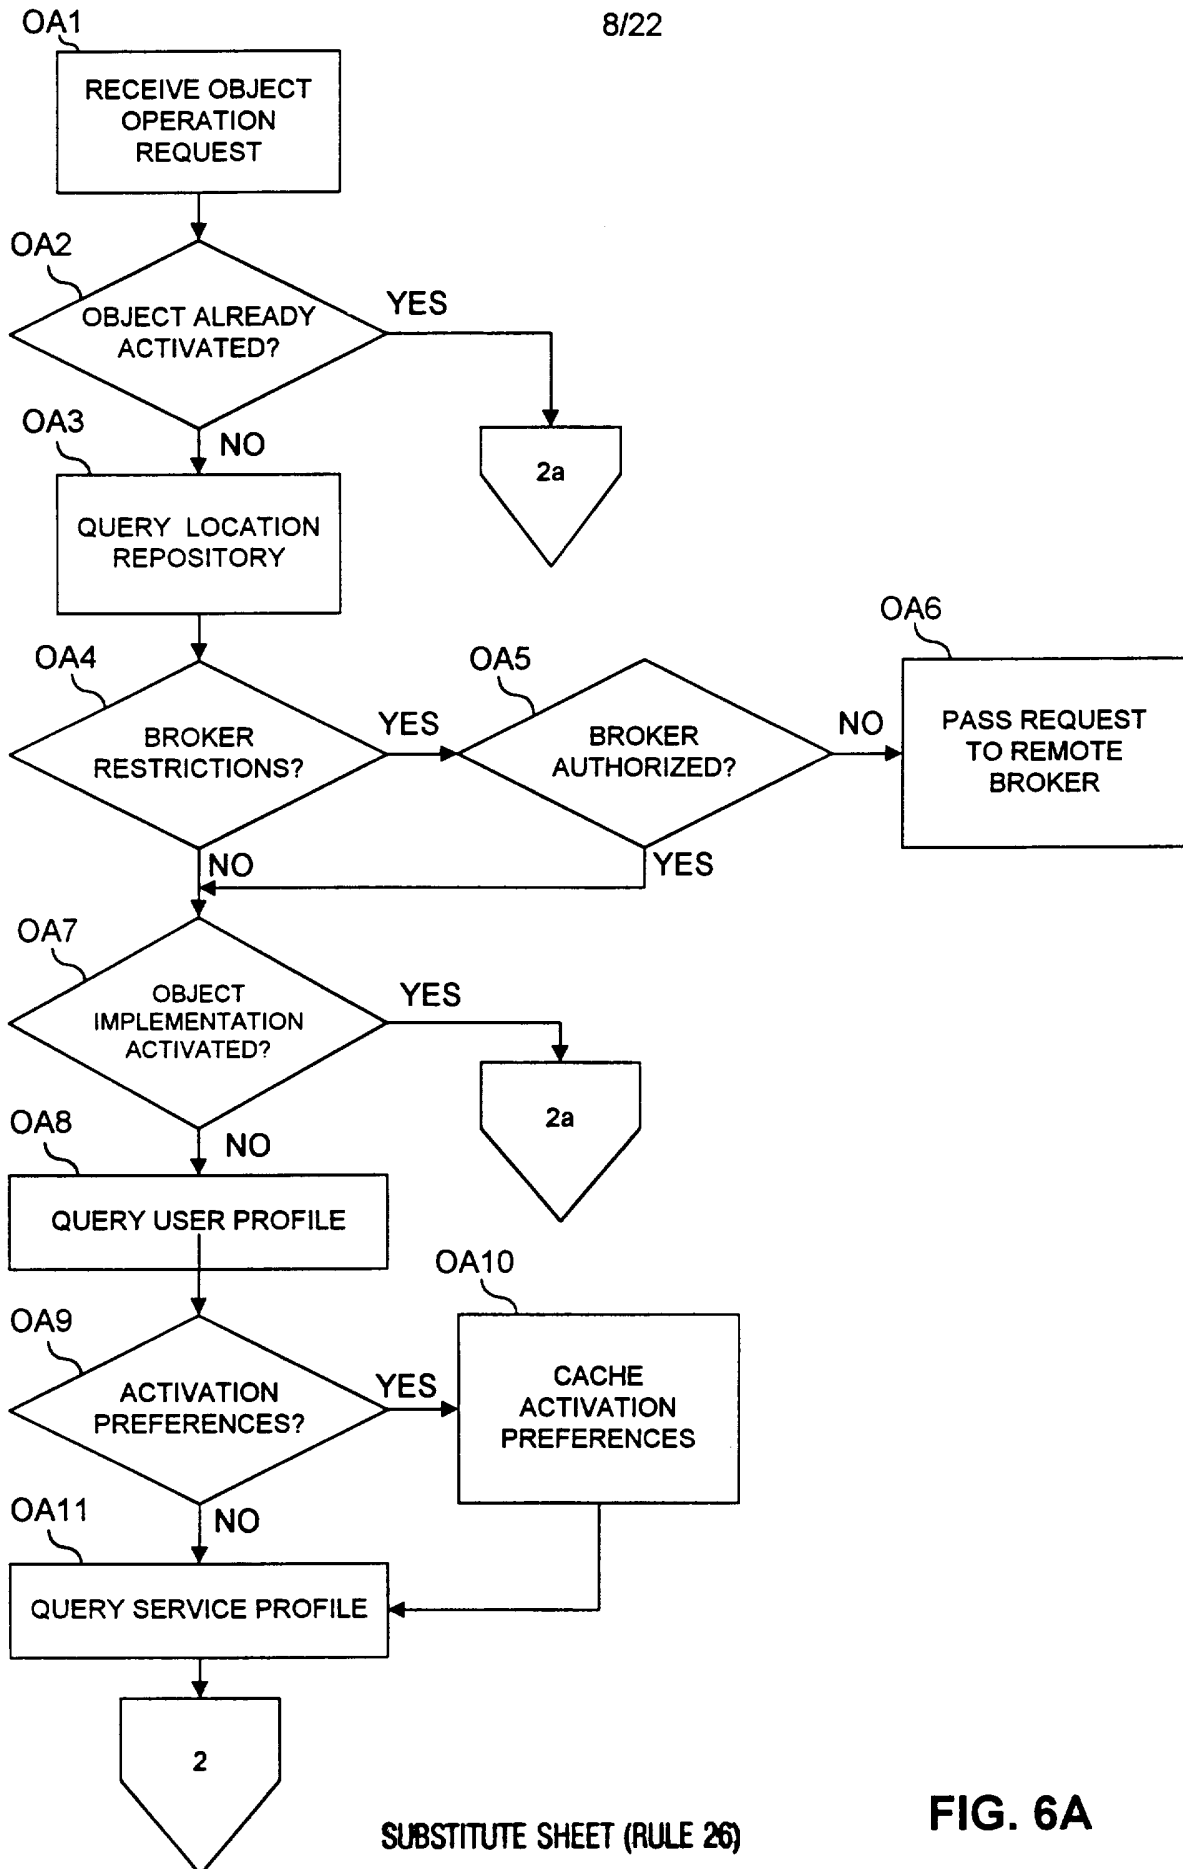 8/22
OA1
RECEIVE OBJECT
OPERATION
REQUEST
OA2
OBJECT ALREADY
ACTIVATED?
YES
2a
NO
OA3
QUERY LOCATION
REPOSITORY
OA4
BROKER
RESTRICTIONS?
YES
OA5
BROKER
AUTHORIZED?
NO
OA6
PASS REQUEST
TO REMOTE
BROKER
NO
YES
OA7
OBJECT
IMPLEMENTATION
ACTIVATED?
YES
2a
NO
OA8
QUERY USER PROFILE
OA9
ACTIVATION
PREFERENCES?
YES
OA10
CACHE
ACTIVATION
PREFERENCES
NO
OA11
QUERY SERVICE PROFILE
2
SUBSTITUTE SHEET (RULE 26)
FIG. 6A